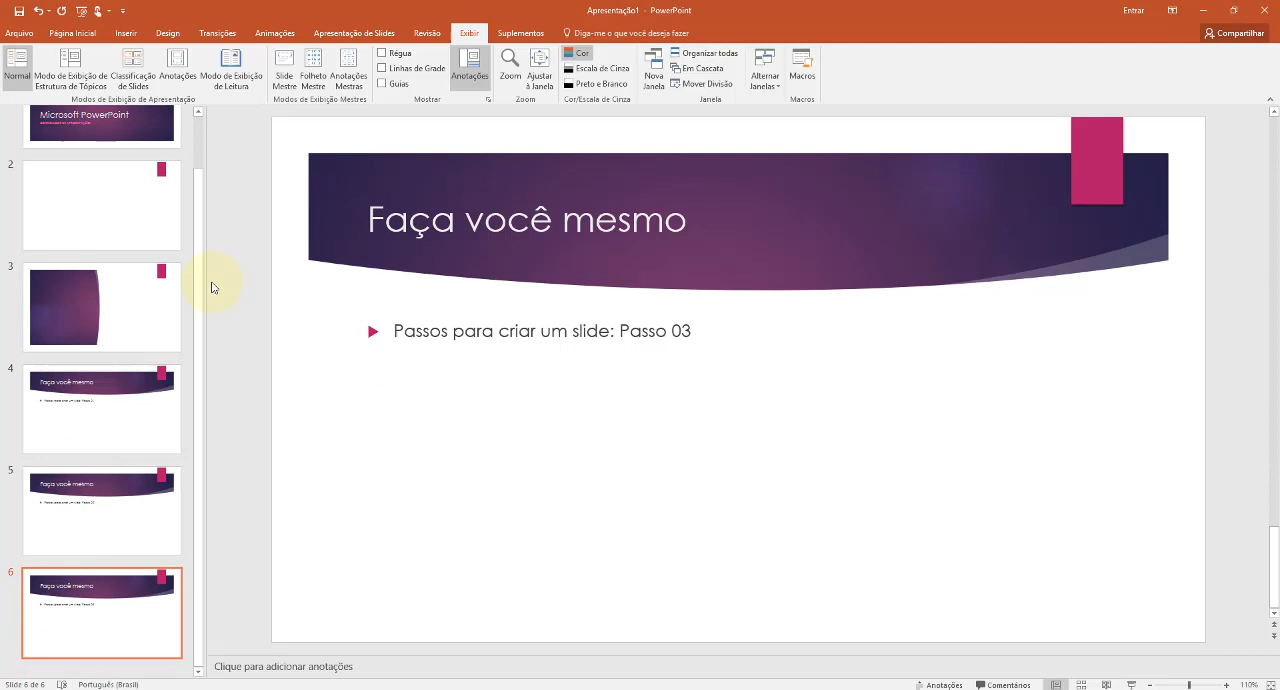 Apresentação1 - PowerPoint
Entrar
Arquivo Página Inicial Inserir Design Transições Animações Apresentação de Slides Revisão Exibir Suplementos Diga-me o que você deseja fazer Compartilhar
Normal
Modo de Exibição de Estrutura de Tópicos
Classificação de Slides
Anotações
Modo de Exibição de Leitura
Modos de Exibição de Apresentação
Slide Mestre
Folheto Mestre
Anotações Mestras
Modos de Exibição Mestres
Régua
Linhas de Grade
Guias
Mostrar
Anotações
Zoom
Ajustar à Janela
Zoom
Cor
Escala de Cinza
Preto e Branco
Cor/Escala de Cinza
Nova Janela
Organizar todas
Em Cascata
Mover Divisão
Janela
Alternar Janelas
Macros
Macros
Microsoft PowerPoint
2
3
4
Faça você mesmo
5
Faça você mesmo
6
Faça você mesmo
Faça você mesmo
Passos para criar um slide: Passo 03
Clique para adicionar anotações
Slide 6 de 6 Português (Brasil) Anotações Comentários 110%